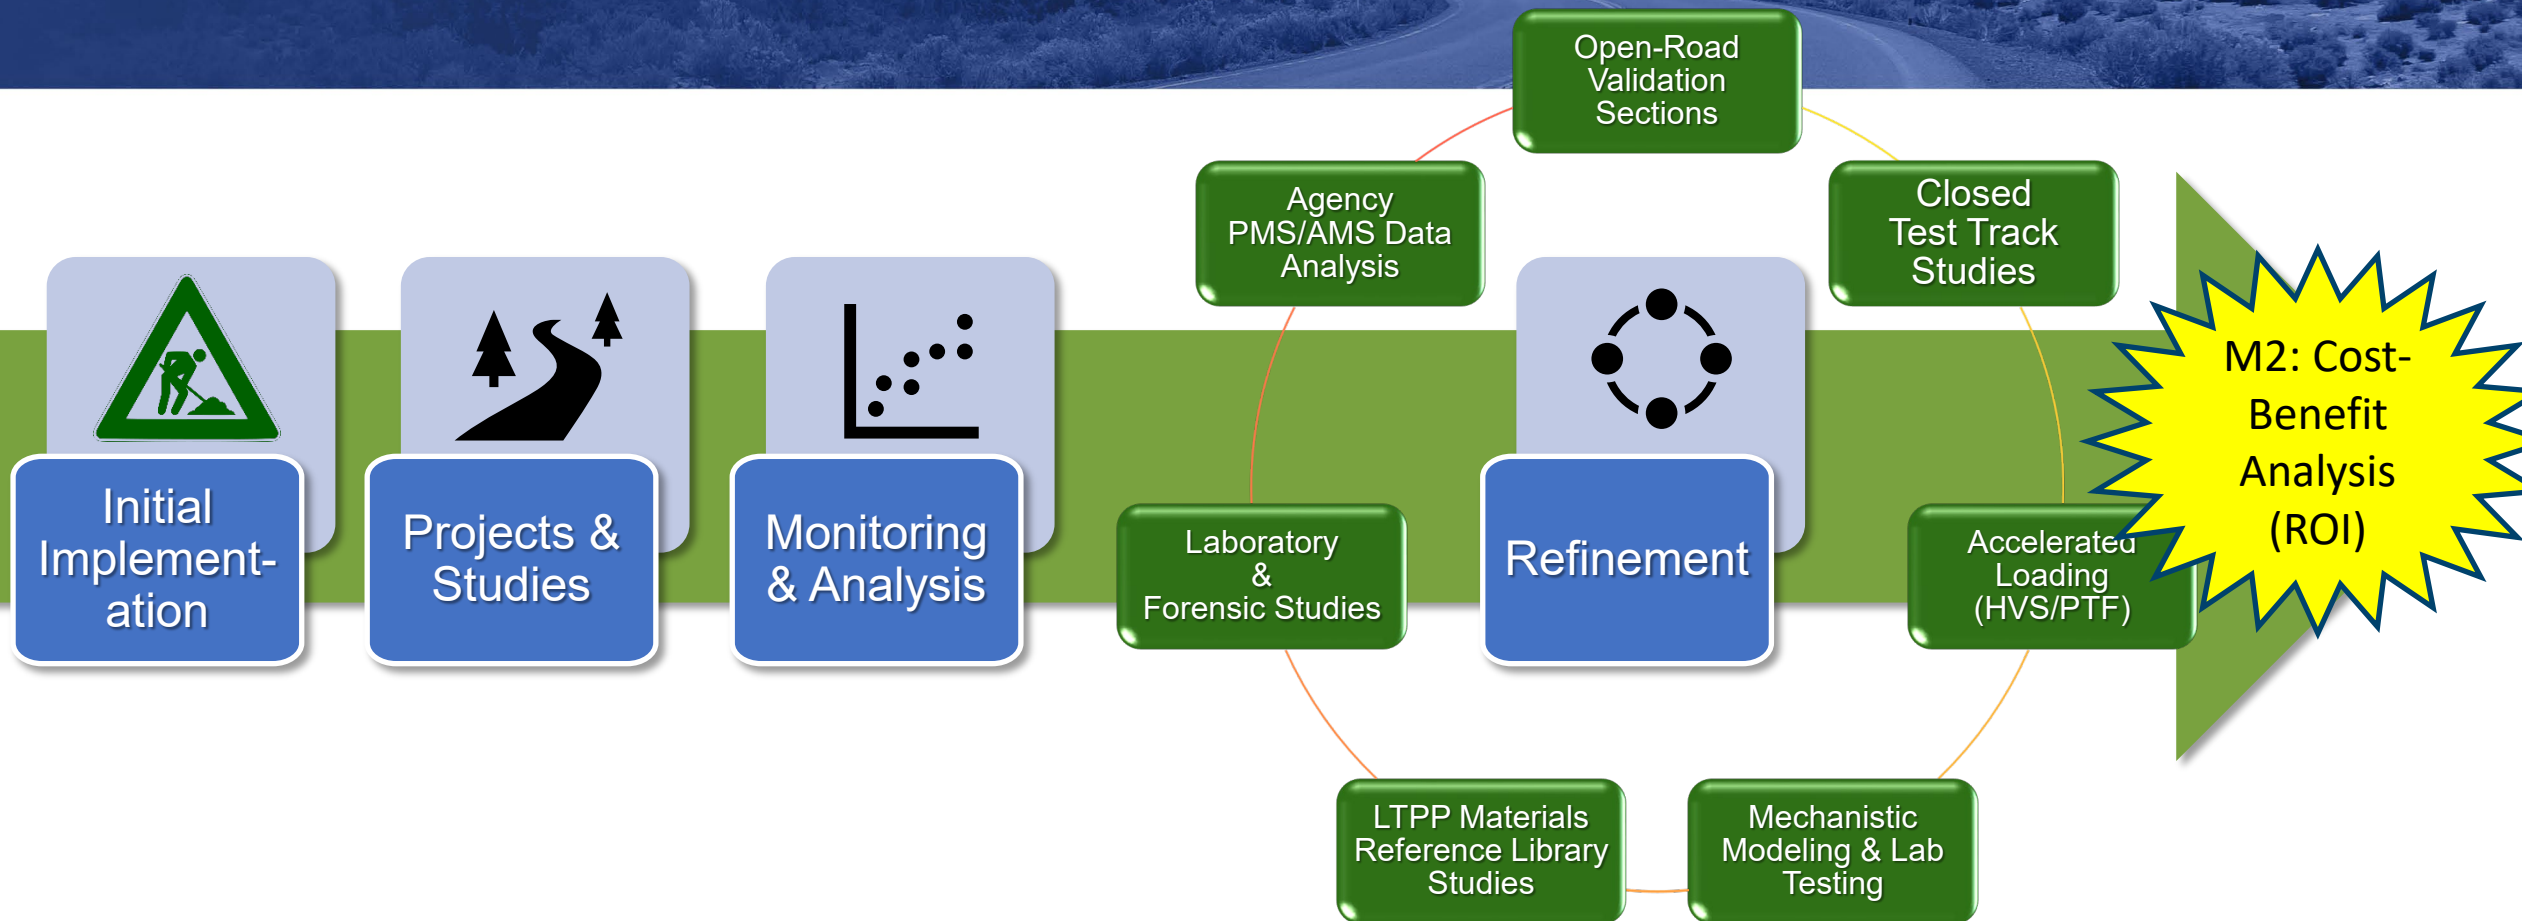 Initial
Implement-
ation
Projects &
Studies
Monitoring
& Analysis
Refinement
Open-Road
Validation
Sections
Closed
Test Track
Studies
Accelerated
Loading
(HVS/PTF)
Mechanistic
Modeling & Lab
Testing
LTPP Materials
Reference Library
Studies
Laboratory
&
Forensic Studies
Agency
PMS/AMS Data
Analysis
M2: Cost-
Benefit
Analysis
(ROI)